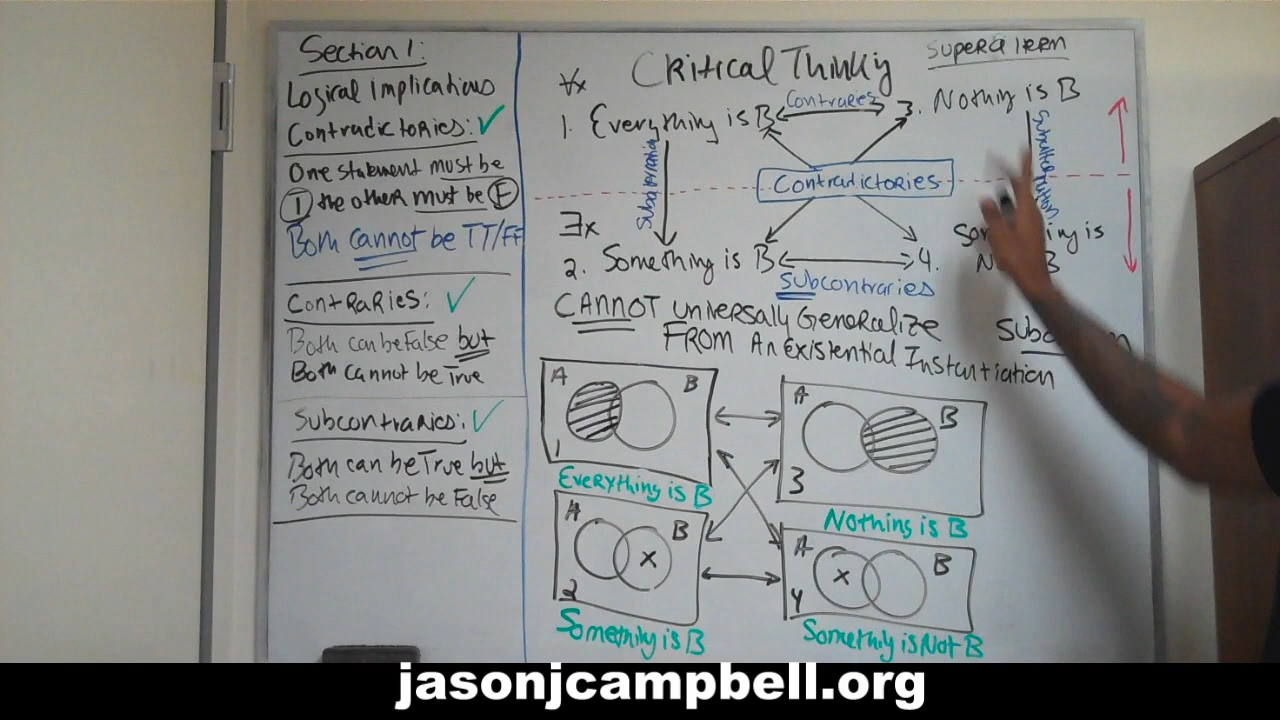 Section 1:
Logical implications
Contradictories: ✓
One statement must be
T the other must be F
Both cannot be TT/FF
Contraries: ✓
Both can be False but
Both cannot be True
Subcontraries: ✓
Both can be True but
Both cannot be False
Critical Thinking
∀x
1. Everything is B
Contraries
3. Nothing is B
Contradictories
Subalternation
∃x
2. Something is B
4.
is
Subcontraries
CANNOT Universally Generalize
From An Existential Instantiation
A B
1
Everything is B
A B
3
Nothing is B
A B
x
2
Something is B
A B
x
4
Something is Not B
jasonjcampbell.org